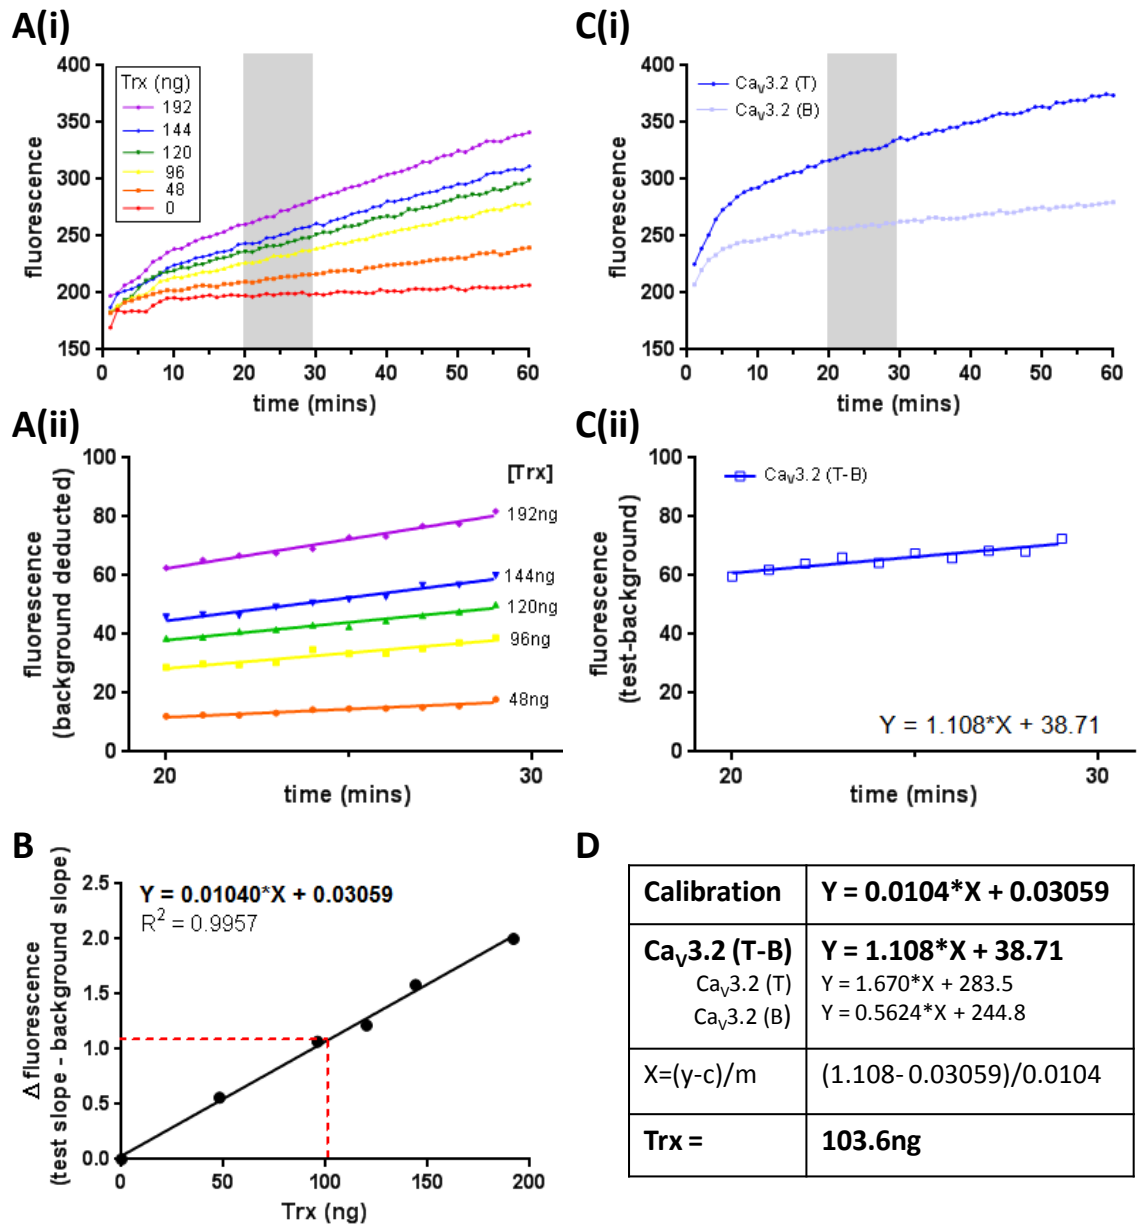 A(i)
400
350
300
250
200
150
fluorescence
Trx (ng)
192
144
120
96
48
0
0 10 20 30 40 50 60
time (mins)
C(i)
400
350
300
250
200
150
fluorescence
Cav3.2 (T)
Cav3.2 (B)
0 10 20 30 40 50 60
time (mins)
A(ii)
100
80
60
40
20
0
fluorescence
(background deducted)
[Trx]
192ng
144ng
120ng
96ng
48ng
20 30
time (mins)
C(ii)
100
80
60
40
20
0
fluorescence
(test-background)
Cav3.2 (T-B)
Y = 1.108*X + 38.71
20 30
time (mins)
B
2.5
2.0
1.5
1.0
0.5
0.0
Δ fluorescence
(test slope - background slope)
Y = 0.01040*X + 0.03059
R² = 0.9957
0 50 100 150 200
Trx (ng)
D
Calibration Y = 0.0104*X + 0.03059
Cav3.2 (T-B) Y = 1.108*X + 38.71
Cav3.2 (T) Y = 1.670*X + 283.5
Cav3.2 (B) Y = 0.5624*X + 244.8
X=(y-c)/m (1.108- 0.03059)/0.0104
Trx = 103.6ng